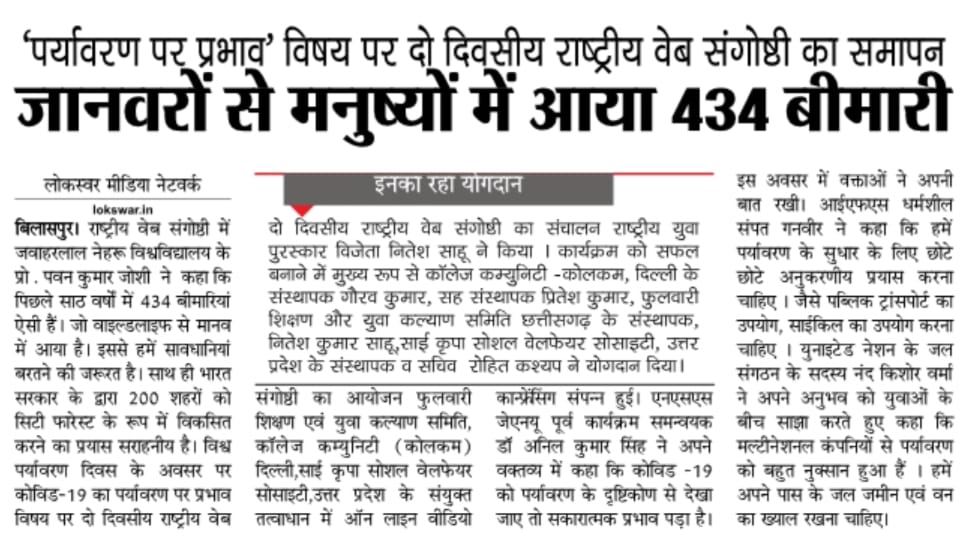 ‘पर्यावरण पर प्रभाव’ विषय पर दो दिवसीय राष्ट्रीय वेब संगोष्ठी का समापन
जानवरों से मनुष्यों में आया 434 बीमारी
लोकस्वर मीडिया नेटवर्क
lokswar.in
बिलासपुर। राष्ट्रीय वेब संगोष्ठी में
जवाहरलाल नेहरू विश्वविद्यालय के
प्रो . पवन कुमार जोशी ने कहा कि
पिछले साठ वर्षों में 434 बीमारियां
ऐसी हैं। जो वाइल्डलाइफ से मानव
में आया है। इससे हमें सावधानियां
बरतने की जरूरत है। साथ ही भारत
सरकार के द्वारा 200 शहरों को
सिटी फारेस्ट के रूप में विकसित
करने का प्रयास सराहनीय है। विश्व
पर्यावरण दिवस के अवसर पर
कोविड-19 का पर्यावरण पर प्रभाव
विषय पर दो दिवसीय राष्ट्रीय वेब
इनका रहा योगदान
दो दिवसीय राष्ट्रीय वेब संगोष्ठी का संचालन राष्ट्रीय युवा
पुरस्कार विजेता नितेश साहू ने किया । कार्यक्रम को सफल
बनाने में मुख्य रूप से कॉलेज कम्युनिटी -कोलकम, दिल्ली के
संस्थापक गौरव कुमार, सह संस्थापक प्रितेश कुमार, फुलवारी
शिक्षण और युवा कल्याण समिति छत्तीसगढ़ के संस्थापक,
नितेश कुमार साहू,साई कृपा सोशल वेलफेयर सोसाइटी, उत्तर
प्रदेश के संस्थापक व सचिव रोहित कश्यप ने योगदान दिया।
संगोष्ठी का आयोजन फुलवारी
शिक्षण एवं युवा कल्याण समिति,
कॉलेज कम्युनिटी (कोलकम)
दिल्ली,साई कृपा सोशल वेलफेयर
सोसाइटी,उत्तर प्रदेश के संयुक्त
तत्वाधान में ऑन लाइन वीडियो
कान्फ्रेंसिंग संपन्न हुई। एनएसएस
जेएनयू पूर्व कार्यक्रम समन्वयक
डॉ अनिल कुमार सिंह ने अपने
वक्तव्य में कहा कि कोविड -19
को पर्यावरण के दृष्टिकोण से देखा
जाए तो सकारात्मक प्रभाव पड़ा है।
इस अवसर में वक्ताओं ने अपनी
बात रखी। आईएफएस धर्मशील
संपत गनवीर ने कहा कि हमें
पर्यावरण के सुधार के लिए छोटे
छोटे अनुकरणीय प्रयास करना
चाहिए । जैसे पब्लिक ट्रांसपोर्ट का
उपयोग, साईकिल का उपयोग करना
चाहिए । युनाइटेड नेशन के जल
संगठन के सदस्य नंद किशोर वर्मा
ने अपने अनुभव को युवाओं के
बीच साझा करते हुए कहा कि
मल्टीनेशनल कंपनियों से पर्यावरण
को बहुत नुक्सान हुआ हैं । हमें
अपने पास के जल जमीन एवं वन
का ख्याल रखना चाहिए।